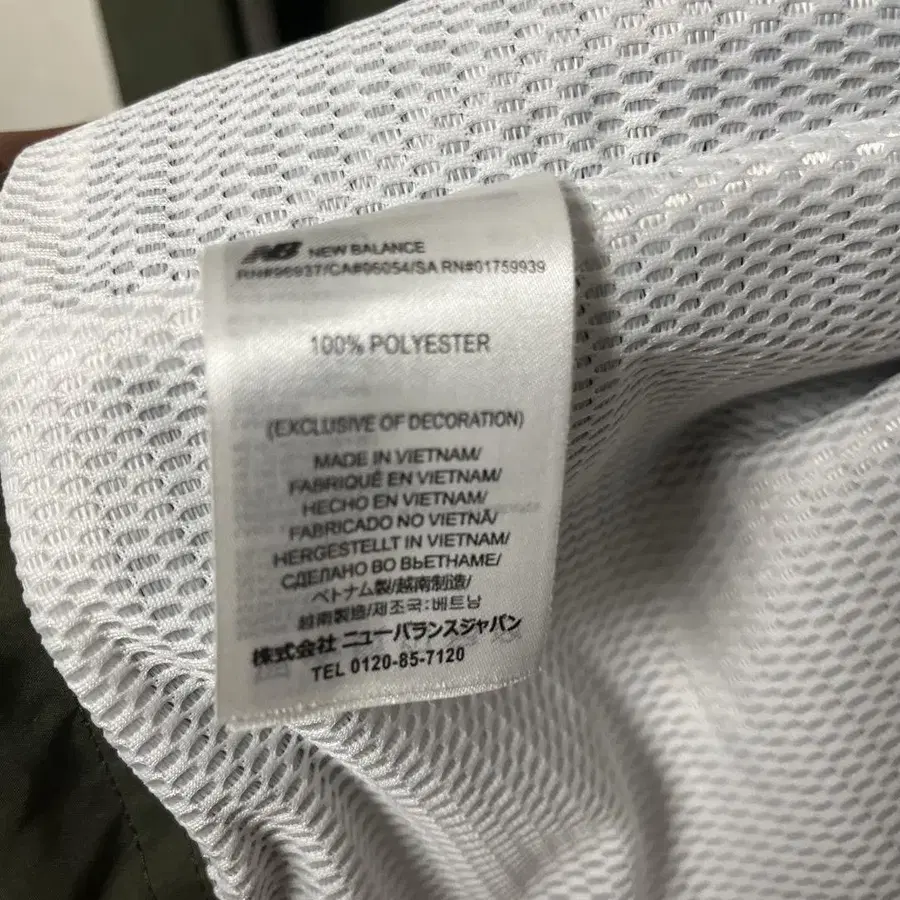 NB NEW BALANCE
RN#96937/CA#06054/SA RN#01759939
100% POLYESTER
(EXCLUSIVE OF DECORATION)
MADE IN VIETNAM/
FABRIQUÉ EN VIETNAM/
HECHO EN VIETNAM/
FABRICADO NO VIETNÃ/
HERGESTELLT IN VIETNAM/
СДЕЛАНО ВО ВЬЕТНАМЕ/
ベトナム製/越南制造/
越南製造/제조국:베트남
株式会社 ニューバランスジャパン
TEL 0120-85-7120